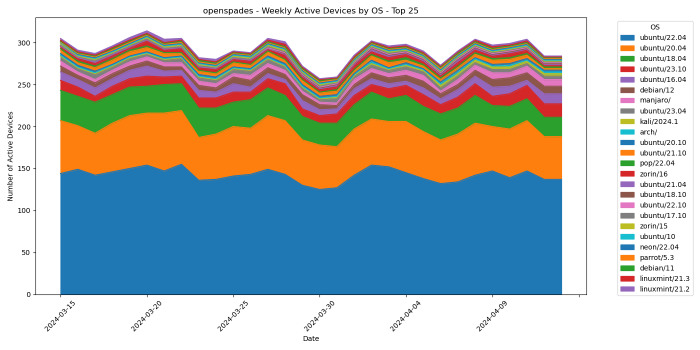 openspades - Weekly Active Devices by OS - Top 25
Number of Active Devices
300
250
200
150
100
50
0
2024-03-15
2024-03-20
2024-03-25
2024-03-30
2024-04-04
2024-04-09
Date
OS
ubuntu/22.04
ubuntu/20.04
ubuntu/18.04
ubuntu/23.10
ubuntu/16.04
debian/12
manjaro/
ubuntu/23.04
kali/2024.1
arch/
ubuntu/20.10
ubuntu/21.10
pop/22.04
zorin/16
ubuntu/21.04
ubuntu/18.10
ubuntu/22.10
ubuntu/17.10
zorin/15
ubuntu/10
neon/22.04
parrot/5.3
debian/11
linuxmint/21.3
linuxmint/21.2